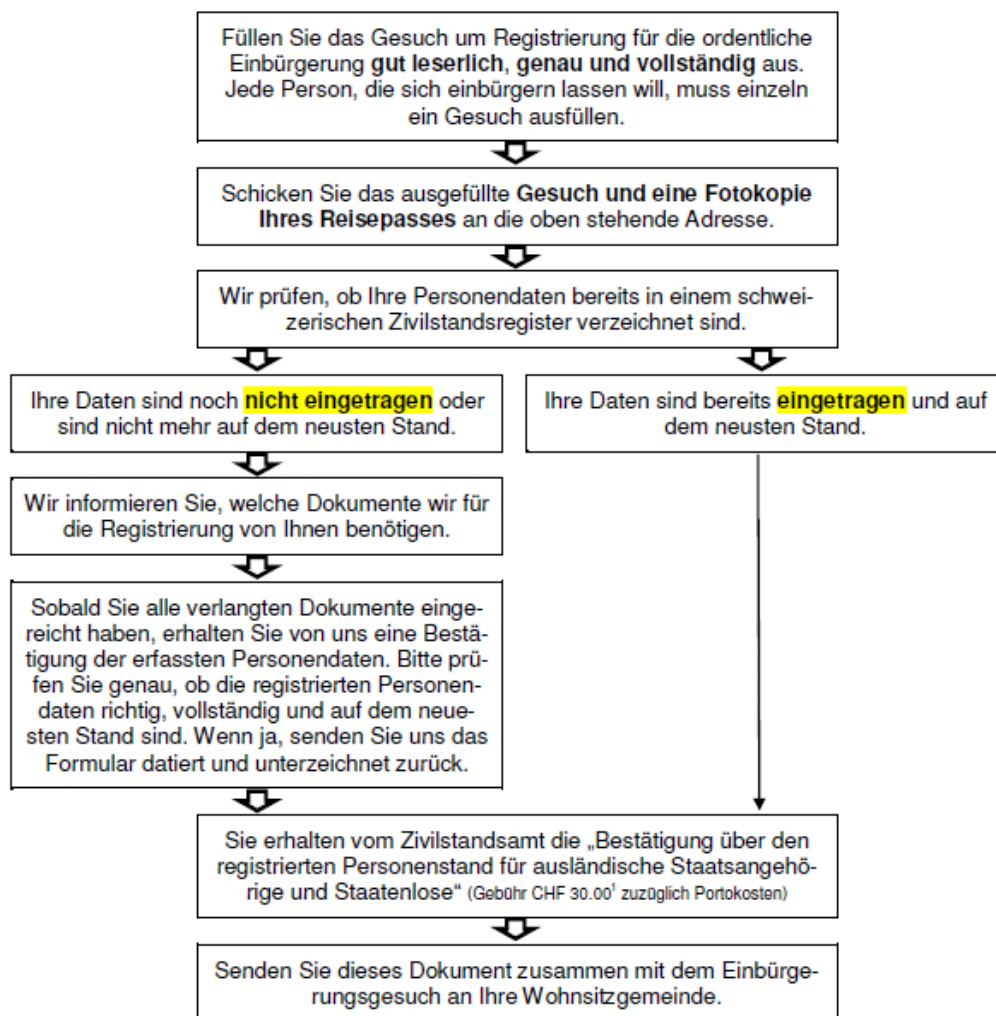 Füllen Sie das Gesuch um Registrierung für die ordentliche
Einbürgerung gut leserlich, genau und vollständig aus.
Jede Person, die sich einbürgern lassen will, muss einzeln
ein Gesuch ausfüllen.
Schicken Sie das ausgefüllte Gesuch und eine Fotokopie
Ihres Reisepasses an die oben stehende Adresse.
Wir prüfen, ob Ihre Personendaten bereits in einem schwei-
zerischen Zivilstandsregister verzeichnet sind.
Ihre Daten sind noch nicht eingetragen oder
sind nicht mehr auf dem neusten Stand.
Ihre Daten sind bereits eingetragen und auf
dem neusten Stand.
Wir informieren Sie, welche Dokumente wir für
die Registrierung von Ihnen benötigen.
Sobald Sie alle verlangten Dokumente einge-
reicht haben, erhalten Sie von uns eine Bestä-
tigung der erfassten Personendaten. Bitte prü-
fen Sie genau, ob die registrierten Personen-
daten richtig, vollständig und auf dem neue-
sten Stand sind. Wenn ja, senden Sie uns das
Formular datiert und unterzeichnet zurück.
Sie erhalten vom Zivilstandsamt die „Bestätigung über den
registrierten Personenstand für ausländische Staatsangehö-
rige und Staatenlose“ (Gebühr CHF 30.00¹ zuzüglich Portokosten)
Senden Sie dieses Dokument zusammen mit dem Einbürge-
rungsgesuch an Ihre Wohnsitzgemeinde.